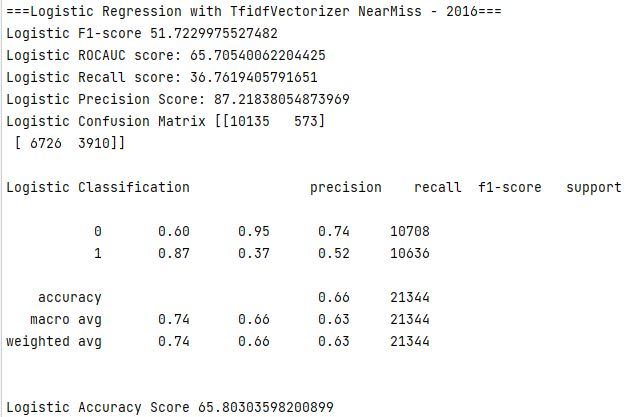 ===Logistic Regression with TfidfVectorizer NearMiss - 2016===
Logistic F1-score 51.7229975527482
Logistic ROCAUC score: 65.70540062204425
Logistic Recall score: 36.7619405791651
Logistic Precision Score: 87.21838054873969
Logistic Confusion Matrix [[10135   573]
 [ 6726  3910]]
Logistic Classification               precision    recall  f1-score   support
           0       0.60      0.95      0.74     10708
           1       0.87      0.37      0.52     10636
    accuracy                           0.66     21344
   macro avg       0.74      0.66      0.63     21344
weighted avg       0.74      0.66      0.63     21344
Logistic Accuracy Score 65.80303598200899